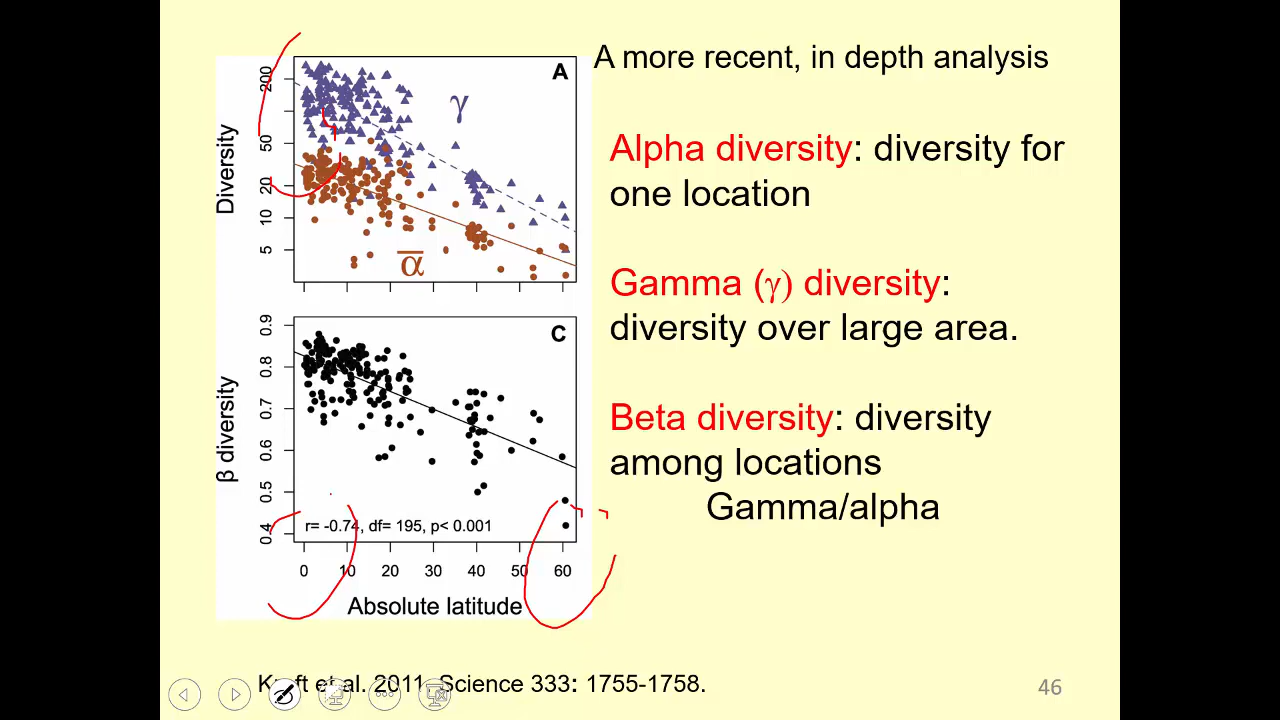 A more recent, in depth analysis
A
γ
α
Diversity
200
50
20
10
5
Alpha diversity: diversity for
one location
Gamma (γ) diversity:
diversity over large area.
Beta diversity: diversity
among locations
Gamma/alpha
C
β diversity
0.9
0.8
0.7
0.6
0.5
0.4
r= -0.74, df= 195, p< 0.001
0 10 20 30 40 50 60
Absolute latitude
et al. 2011. Science 333: 1755-1758.
46